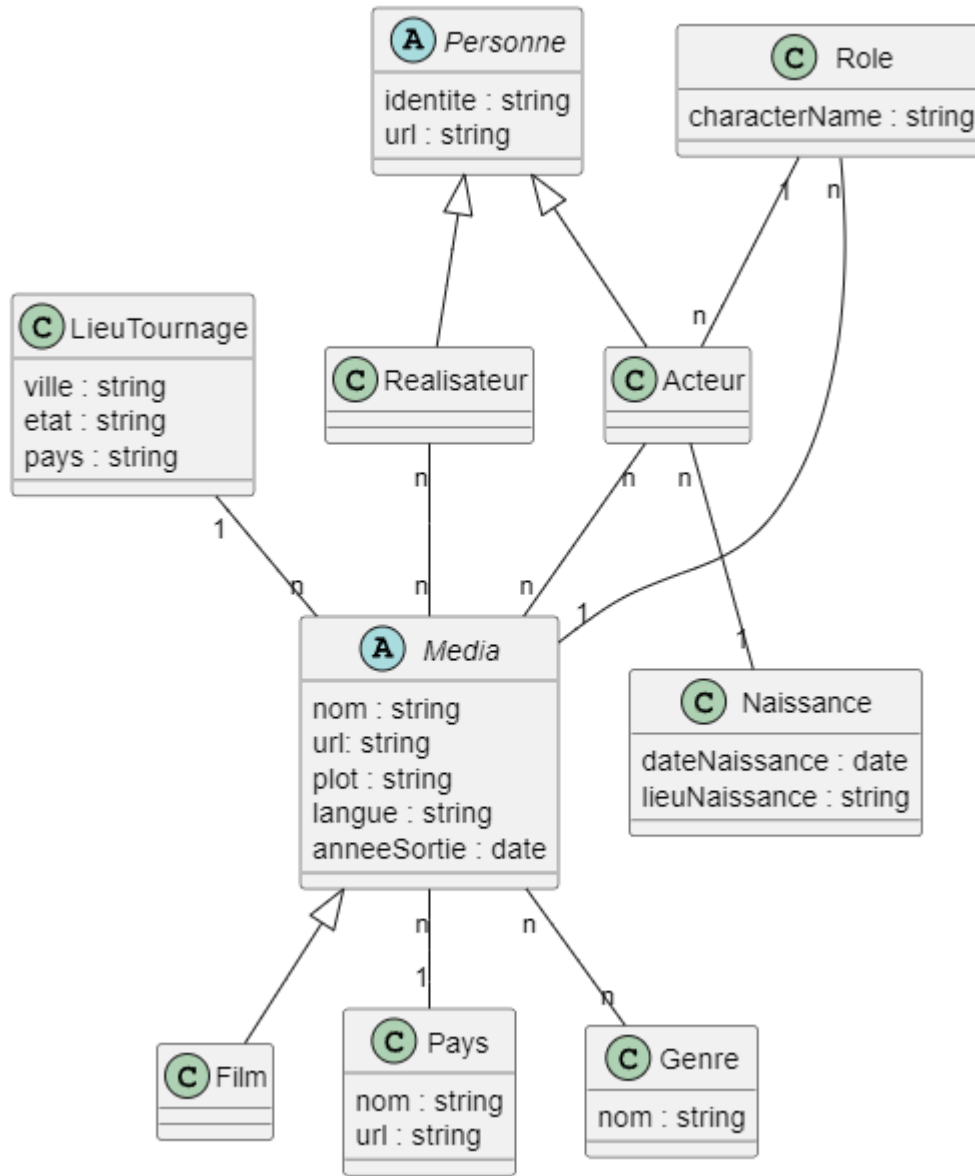 A Personne
identite : string
url : string
C Role
characterName : string
1
n
n
C LieuTournage
ville : string
etat : string
pays : string
C Realisateur
C Acteur
1
n
n
n
n
n
n
1
1
A Media
nom : string
url: string
plot : string
langue : string
anneeSortie : date
C Naissance
dateNaissance : date
lieuNaissance : string
n
n
1
n
C Film
C Pays
nom : string
url : string
C Genre
nom : string